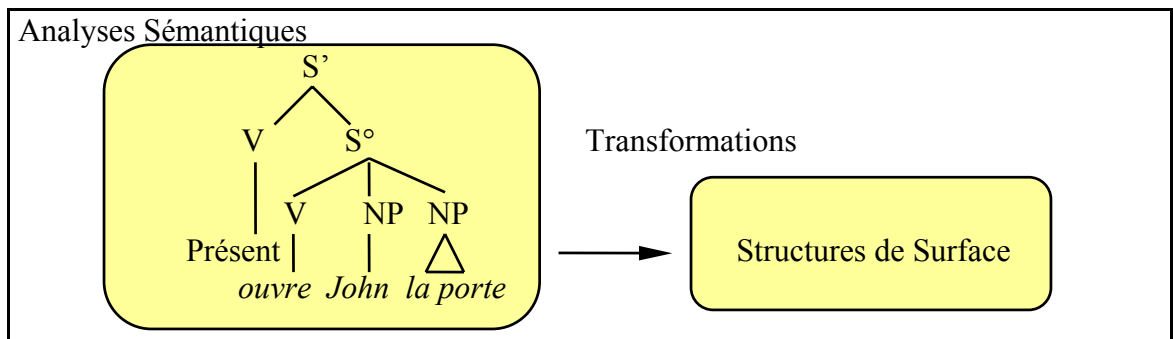 Analyses Sémantiques
S’
V S°
Transformations
V NP NP
Présent
Structures de Surface
ouvre John la porte